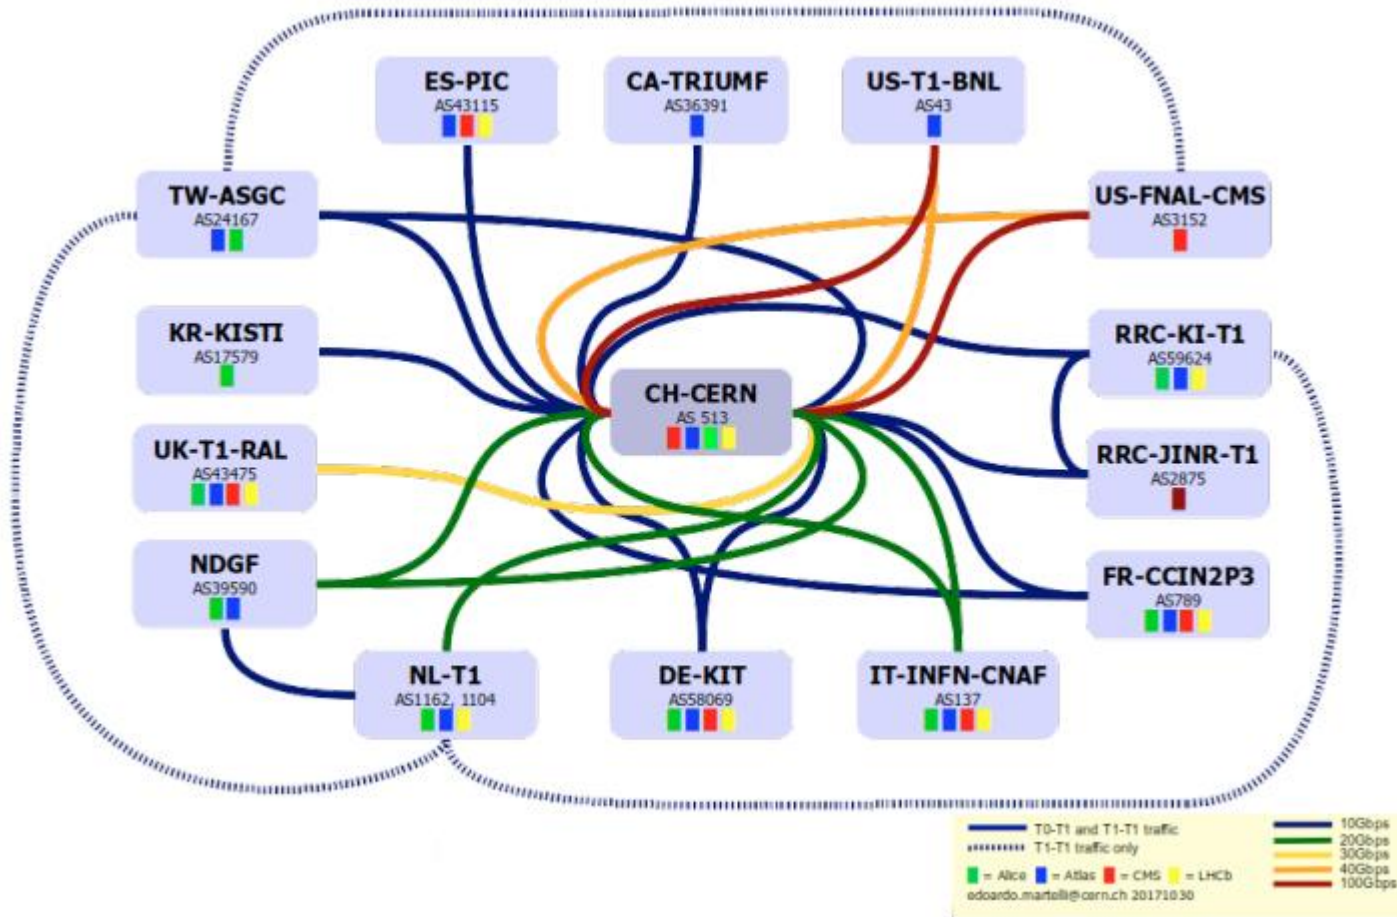 ES-PIC
AS43115
CA-TRIUMF
AS36391
US-T1-BNL
AS43
TW-ASGC
AS24167
US-FNAL-CMS
AS3152
KR-KISTI
AS17579
RRC-KI-T1
AS59624
CH-CERN
AS 513
UK-T1-RAL
AS43475
RRC-JINR-T1
AS2875
NDGF
AS39590
FR-CCIN2P3
AS789
NL-T1
AS1162, 1104
DE-KIT
AS58069
IT-INFN-CNAF
AS137
T0-T1 and T1-T1 traffic
T1-T1 traffic only
= Alice = Atlas = CMS = LHCb
edoardo.martelli@cern.ch 20171030
10Gbps
20Gbps
30Gbps
40Gbps
100Gbps